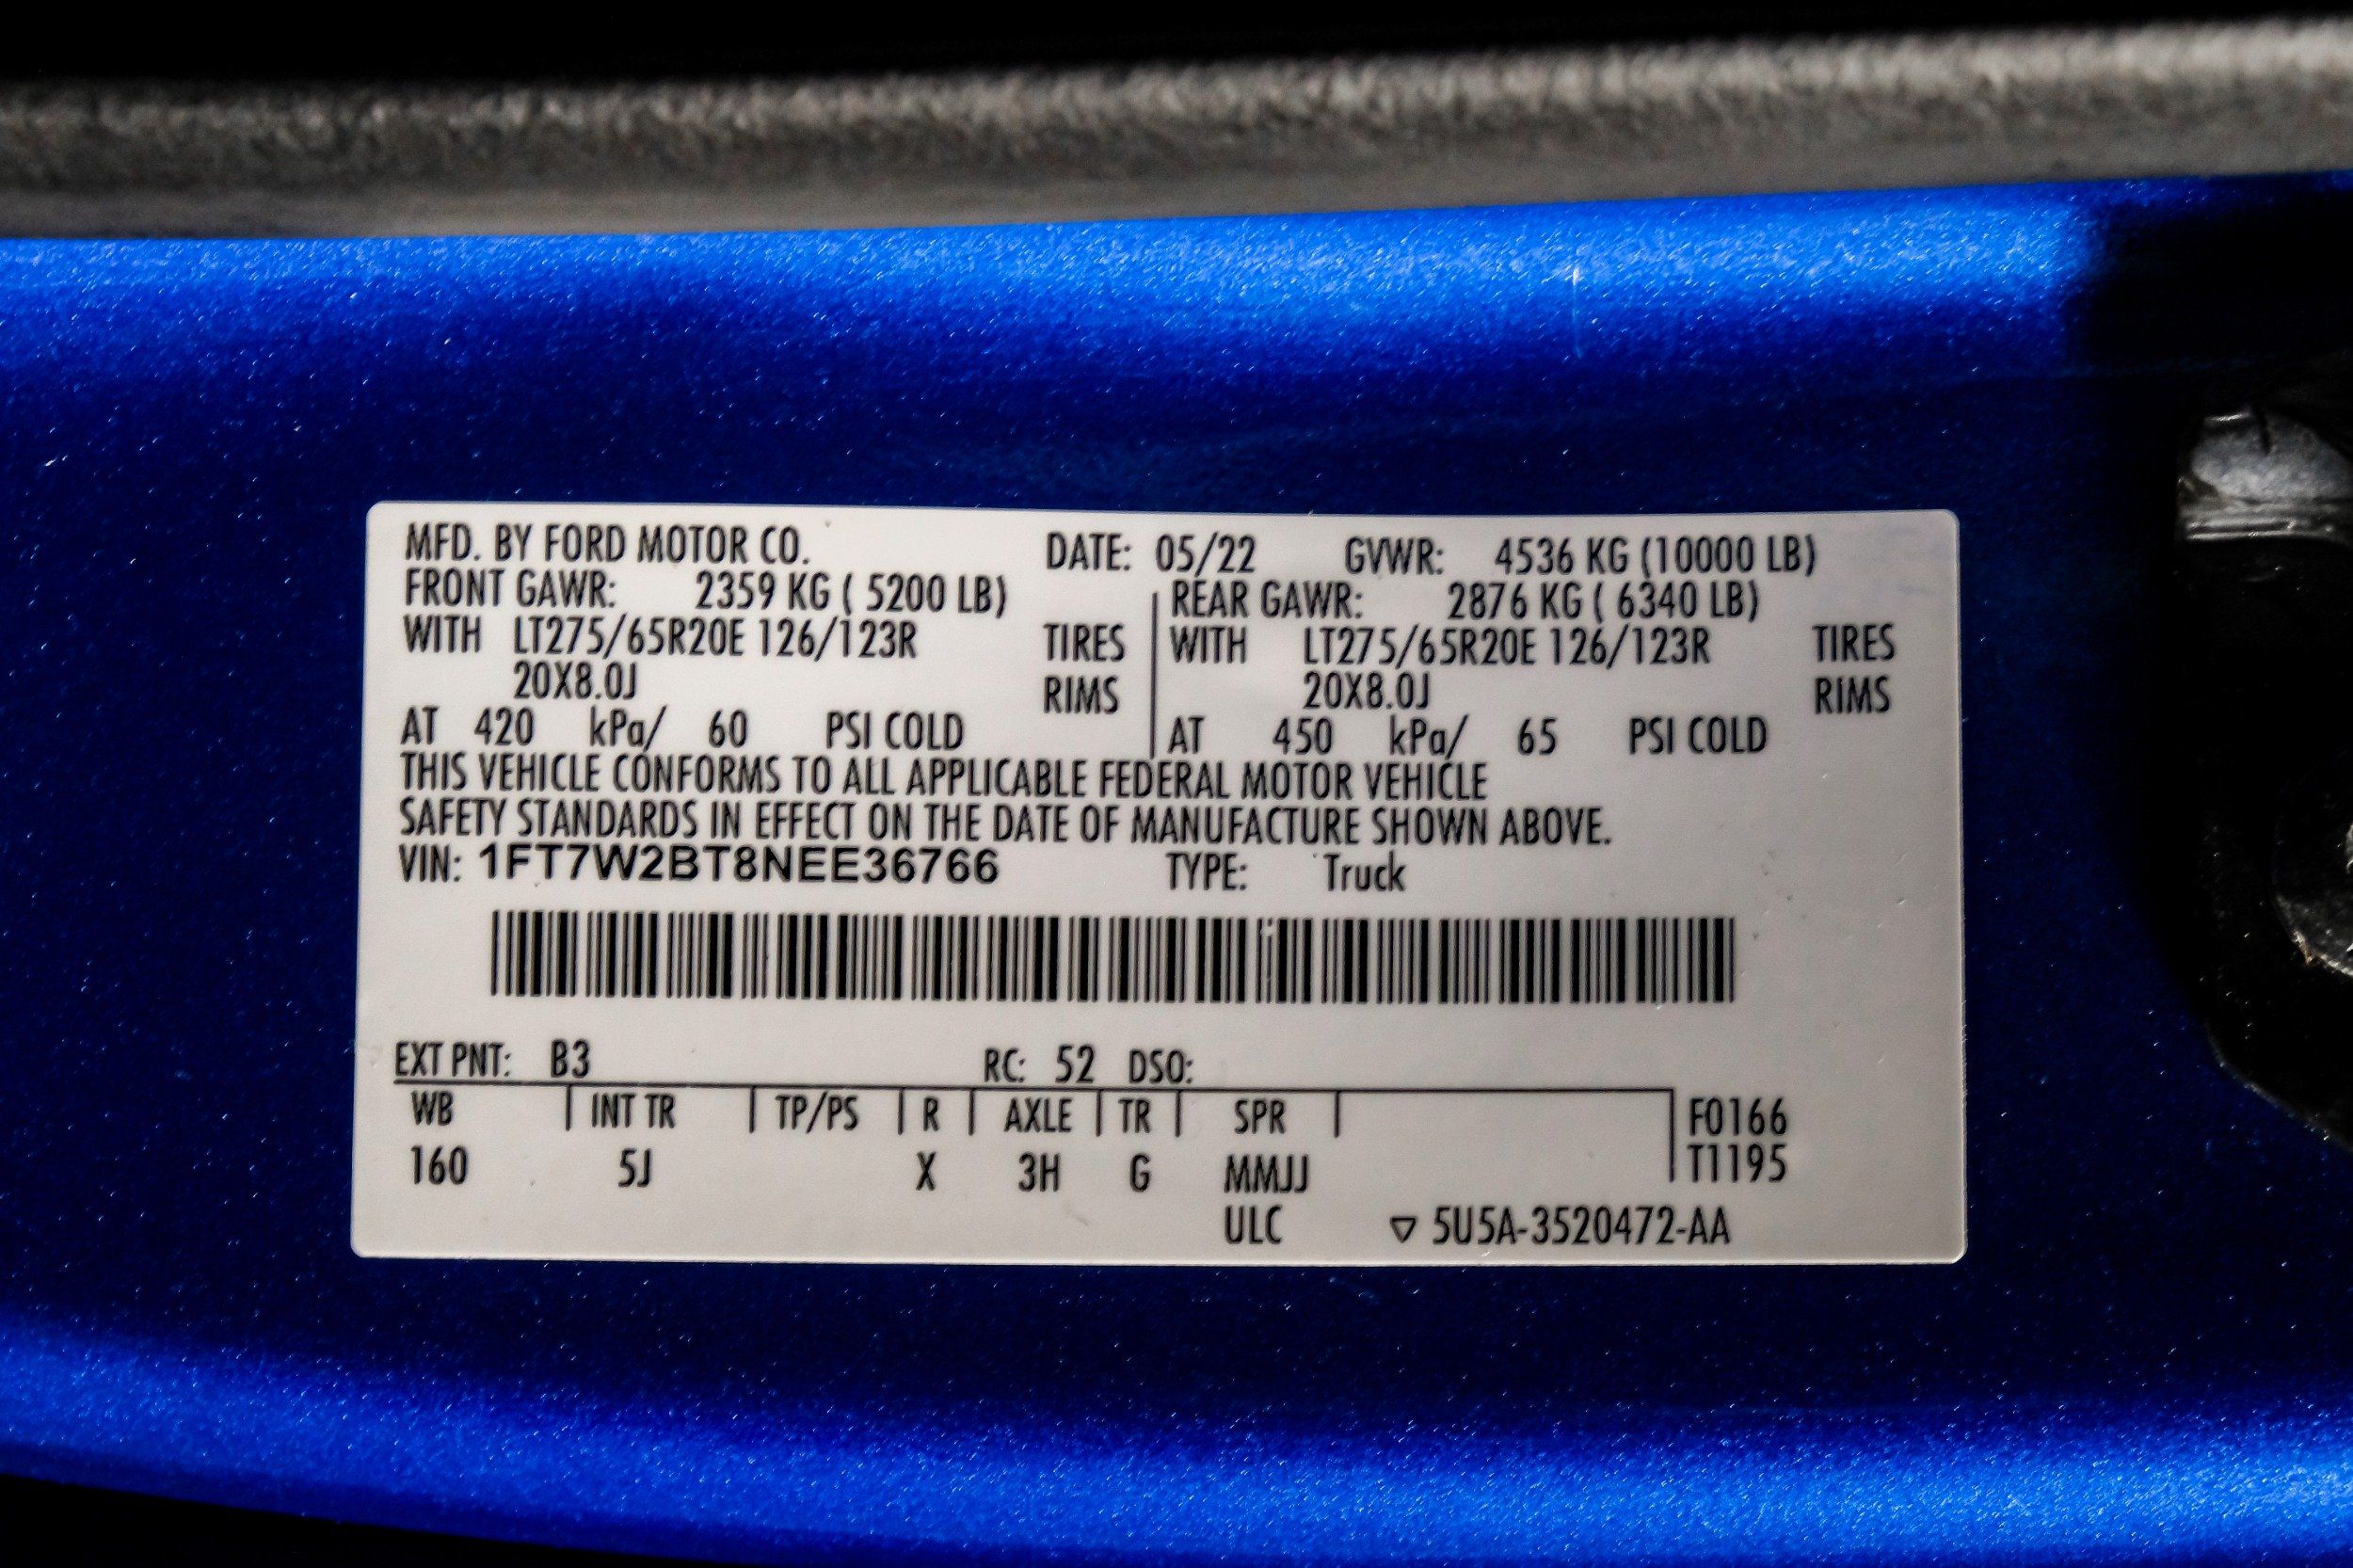 MFD. BY FORD MOTOR CO. DATE: 05/22 GVWR: 4536 KG (10000 LB)
FRONT GAWR: 2359 KG ( 5200 LB) REAR GAWR: 2876 KG ( 6340 LB)
WITH LT275/65R20E 126/123R TIRES WITH LT275/65R20E 126/123R TIRES
20X8.0J RIMS 20X8.0J RIMS
AT 420 kPa/ 60 PSI COLD AT 450 kPa/ 65 PSI COLD
THIS VEHICLE CONFORMS TO ALL APPLICABLE FEDERAL MOTOR VEHICLE
SAFETY STANDARDS IN EFFECT ON THE DATE OF MANUFACTURE SHOWN ABOVE.
VIN: 1FT7W2BT8NEE36766 TYPE: Truck
EXT PNT: B3 RC: 52 DSO:
WB INT TR TP/PS R AXLE TR SPR F0166
160 5J X 3H G MMJJ T1195
ULC ▽ 5U5A-3520472-AA